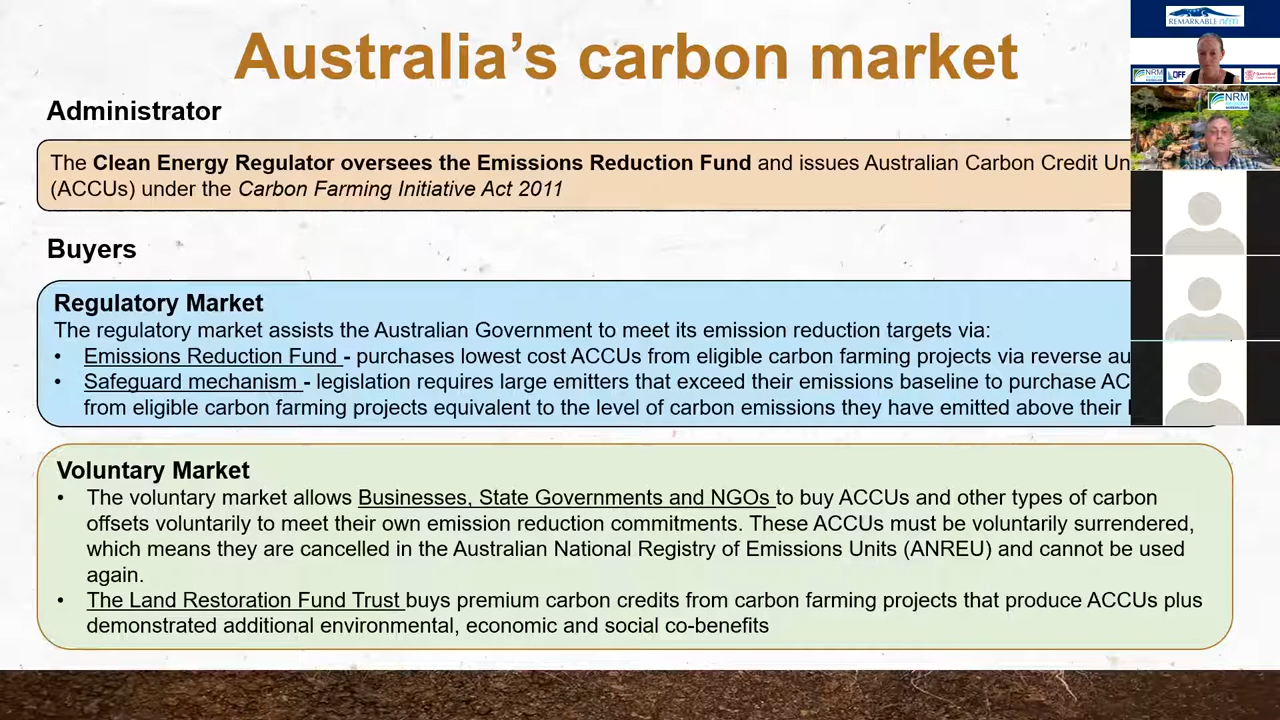 Australia’s carbon market
Administrator
The Clean Energy Regulator oversees the Emissions Reduction Fund and issues Australian Carbon Credit Un
(ACCUs) under the Carbon Farming Initiative Act 2011
Buyers
Regulatory Market
The regulatory market assists the Australian Government to meet its emission reduction targets via:
• Emissions Reduction Fund - purchases lowest cost ACCUs from eligible carbon farming projects via reverse au
• Safeguard mechanism - legislation requires large emitters that exceed their emissions baseline to purchase AC
from eligible carbon farming projects equivalent to the level of carbon emissions they have emitted above their
Voluntary Market
• The voluntary market allows Businesses, State Governments and NGOs to buy ACCUs and other types of carbon
offsets voluntarily to meet their own emission reduction commitments. These ACCUs must be voluntarily surrendered,
which means they are cancelled in the Australian National Registry of Emissions Units (ANREU) and cannot be used
again.
• The Land Restoration Fund Trust buys premium carbon credits from carbon farming projects that produce ACCUs plus
demonstrated additional environmental, economic and social co-benefits
REMARKABLE nrm
NRM
NRM